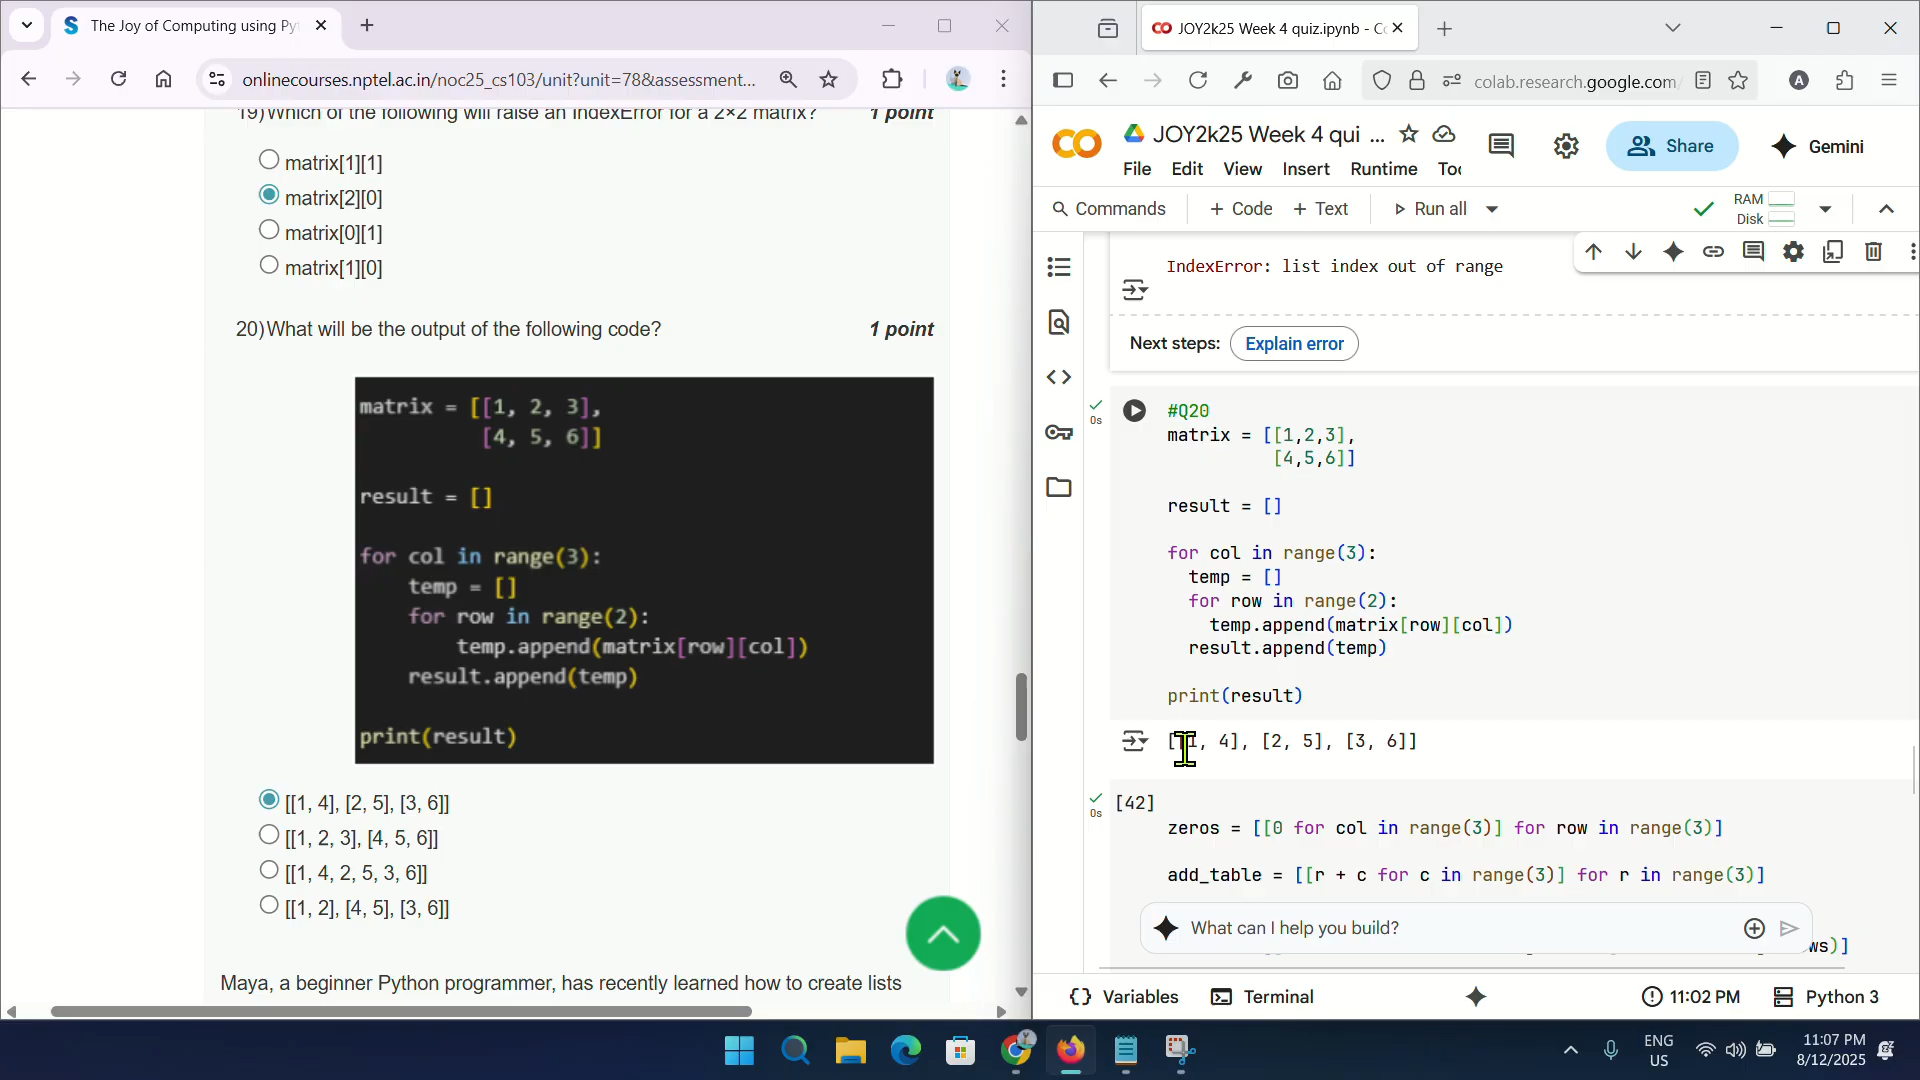 The Joy of Computing using Py
onlinecourses.nptel.ac.in/noc25_cs103/unit?unit=78&assessment...
19)Which of the following will raise an IndexError for a 2×2 matrix?
1 point
matrix[1][1]
matrix[2][0]
matrix[0][1]
matrix[1][0]
20)What will be the output of the following code?
1 point
matrix = [[1, 2, 3],
[4, 5, 6]]
result = []
for col in range(3):
temp = []
for row in range(2):
temp.append(matrix[row][col])
result.append(temp)
print(result)
[[1, 4], [2, 5], [3, 6]]
[[1, 2, 3], [4, 5, 6]]
[[1, 4, 2, 5, 3, 6]]
[[1, 2], [4, 5], [3, 6]]
Maya, a beginner Python programmer, has recently learned how to create lists
JOY2k25 Week 4 quiz.ipynb - Co
colab.research.google.com
A
JOY2k25 Week 4 qui ...
Share
Gemini
File Edit View Insert Runtime Too
Commands + Code + Text Run all
RAM
Disk
IndexError: list index out of range
Next steps: Explain error
0s
#Q20
matrix = [[1,2,3],
[4,5,6]]
result = []
for col in range(3):
temp = []
for row in range(2):
temp.append(matrix[row][col])
result.append(temp)
print(result)
[[1, 4], [2, 5], [3, 6]]
0s
[42]
zeros = [[0 for col in range(3)] for row in range(3)]
add_table = [[r + c for c in range(3)] for r in range(3)]
What can I help you build?
ws)]
Variables Terminal 11:02 PM Python 3
ENG
US
11:07 PM
8/12/2025